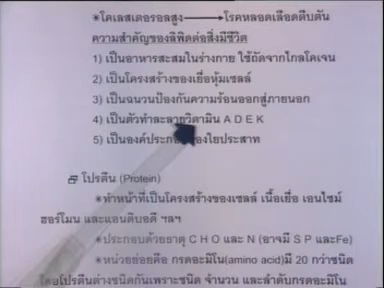 *โคเลสเตอรอลสูง → โรคหลอดเลือดตีบตัน
ความสำคัญของลิพิดต่อสิ่งมีชีวิต
1) เป็นอาหารสะสมในร่างกาย ใช้ถัดจากไกลโคเจน
2) เป็นโครงสร้างของเยื่อหุ้มเซลล์
3) เป็นฉนวนป้องกันความร้อนออกสู่ภายนอก
4) เป็นตัวทำละลายวิตามิน A D E K
5) เป็นองค์ประกอบของใยประสาท
โปรตีน (Protein)
*ทำหน้าที่เป็นโครงสร้างของเซลล์ เนื้อเยื่อ เอนไซม์
ฮอร์โมน และแอนติบอดี ฯลฯ
*ประกอบด้วยธาตุ C H O และ N (อาจมี S P และFe)
*หน่วยย่อยคือ กรดอะมิโน(amino acid)มี 20 กว่าชนิด
โดยโปรตีนต่างชนิดกันเพราะชนิด จำนวน และลำดับกรดอะมิโน